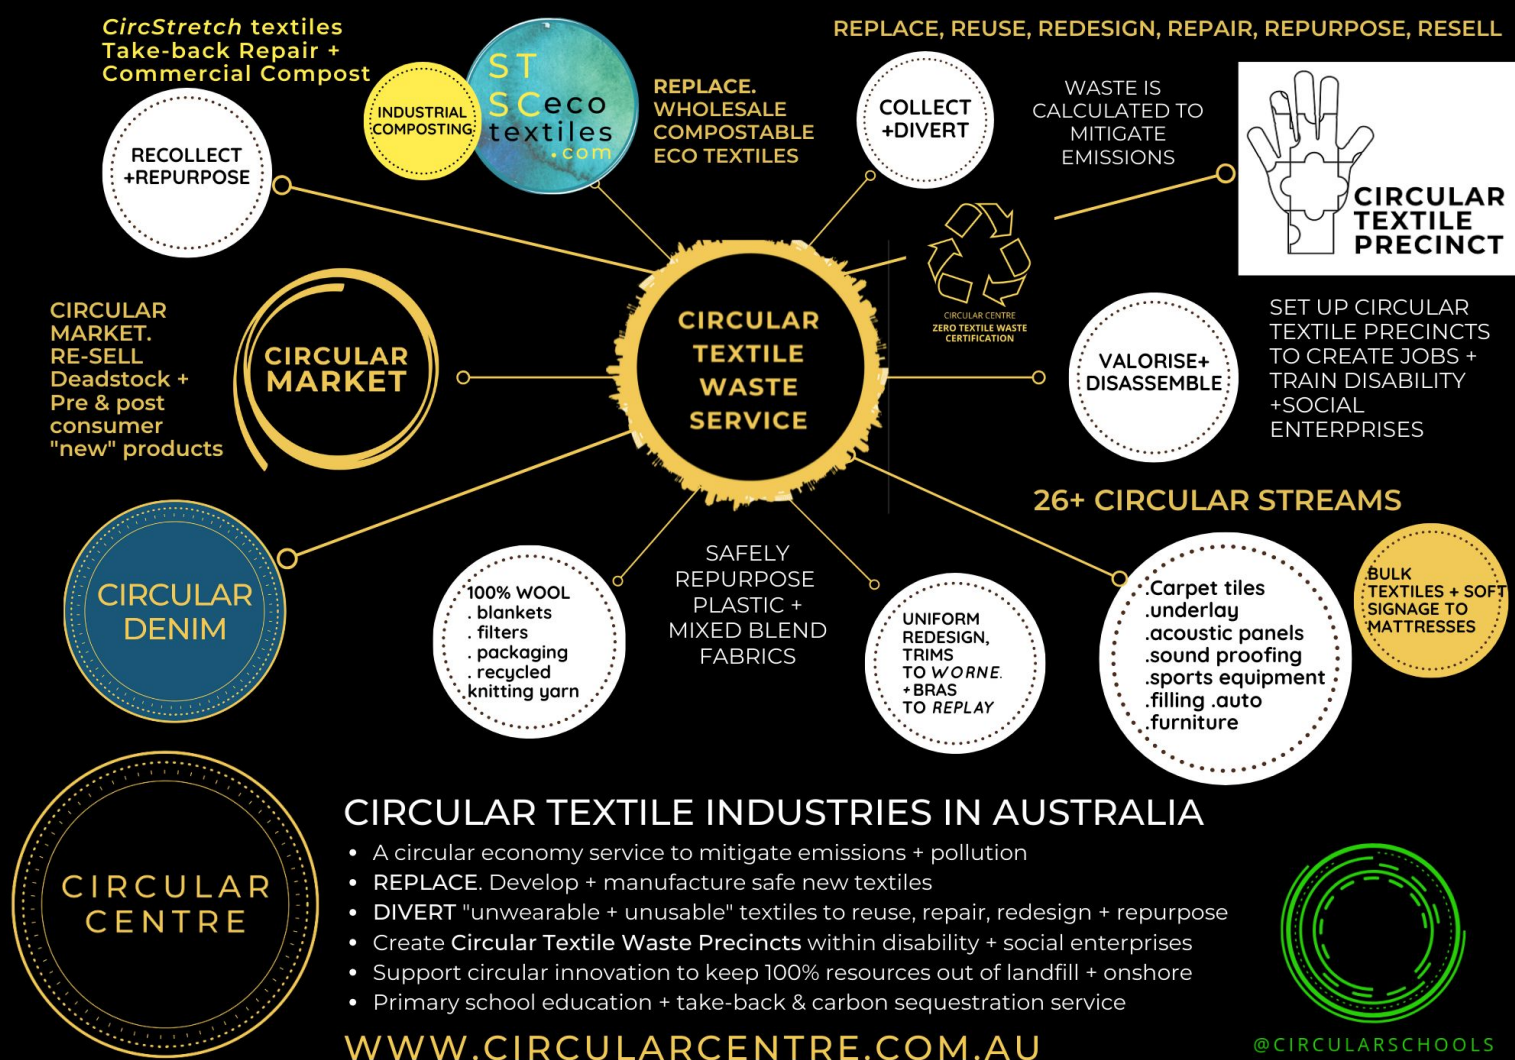 CircStretch textiles
Take-back Repair +
Commercial Compost
RECOLLECT
+REPURPOSE
INDUSTRIAL
COMPOSTING
ST
SCeco
textiles
.com
REPLACE.
WHOLESALE
COMPOSTABLE
ECO TEXTILES
REPLACE, REUSE, REDESIGN, REPAIR, REPURPOSE, RESELL
COLLECT
+DIVERT
WASTE IS
CALCULATED TO
MITIGATE
EMISSIONS
CIRCULAR
TEXTILE
PRECINCT
CIRCULAR CENTRE
ZERO TEXTILE WASTE
CERTIFICATION
CIRCULAR
MARKET.
RE-SELL
Deadstock +
Pre & post
consumer
"new" products
CIRCULAR
MARKET
CIRCULAR
TEXTILE
WASTE
SERVICE
VALORISE+
DISASSEMBLE
SET UP CIRCULAR
TEXTILE PRECINCTS
TO CREATE JOBS +
TRAIN DISABILITY
+SOCIAL
ENTERPRISES
26+ CIRCULAR STREAMS
CIRCULAR
DENIM
100% WOOL
. blankets
. filters
. packaging
. recycled
knitting yarn
SAFELY
REPURPOSE
PLASTIC +
MIXED BLEND
FABRICS
UNIFORM
REDESIGN,
TRIMS
TO WORNE.
+BRAS
TO REPLAY
.Carpet tiles
.underlay
.acoustic panels
.sound proofing
.sports equipment
.filling .auto
.furniture
BULK
TEXTILES + SOFT
SIGNAGE TO
MATTRESSES
CIRCULAR
CENTRE
CIRCULAR TEXTILE INDUSTRIES IN AUSTRALIA
• A circular economy service to mitigate emissions + pollution
• REPLACE. Develop + manufacture safe new textiles
• DIVERT "unwearable + unusable" textiles to reuse, repair, redesign + repurpose
• Create Circular Textile Waste Precincts within disability + social enterprises
• Support circular innovation to keep 100% resources out of landfill + onshore
• Primary school education + take-back & carbon sequestration service
WWW.CIRCULARCENTRE.COM.AU
@CIRCULARSCHOOLS